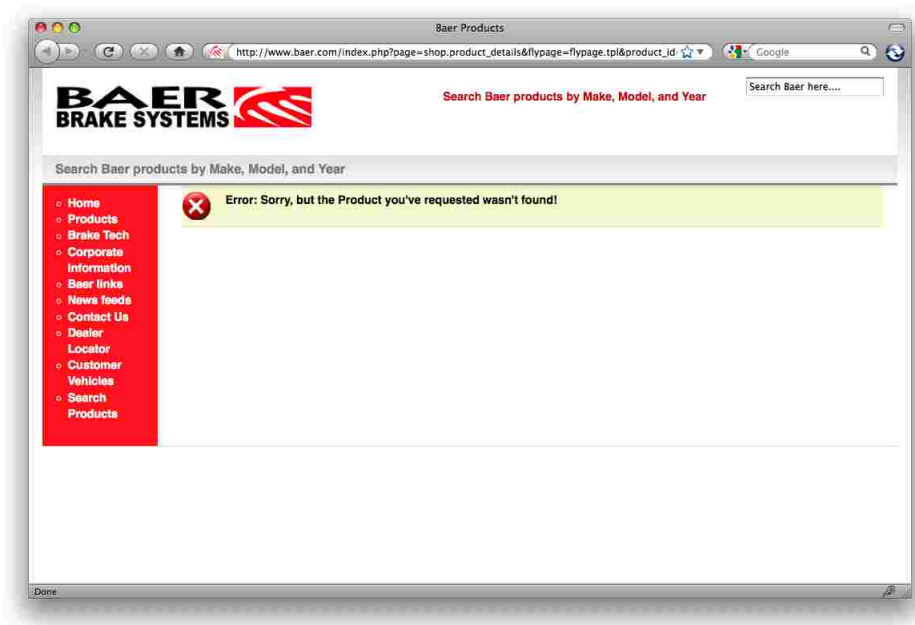 Baer Products
http://www.baer.com/index.php?page=shop.product_details&flypage=flypage.tpl&product_id
Google
BAER
BRAKE SYSTEMS
Search Baer products by Make, Model, and Year
Search Baer here....
Search Baer products by Make, Model, and Year
Home
Products
Brake Tech
Corporate
Information
Baer links
News feeds
Contact Us
Dealer
Locator
Customer
Vehicles
Search
Products
Error: Sorry, but the Product you've requested wasn't found!
Done